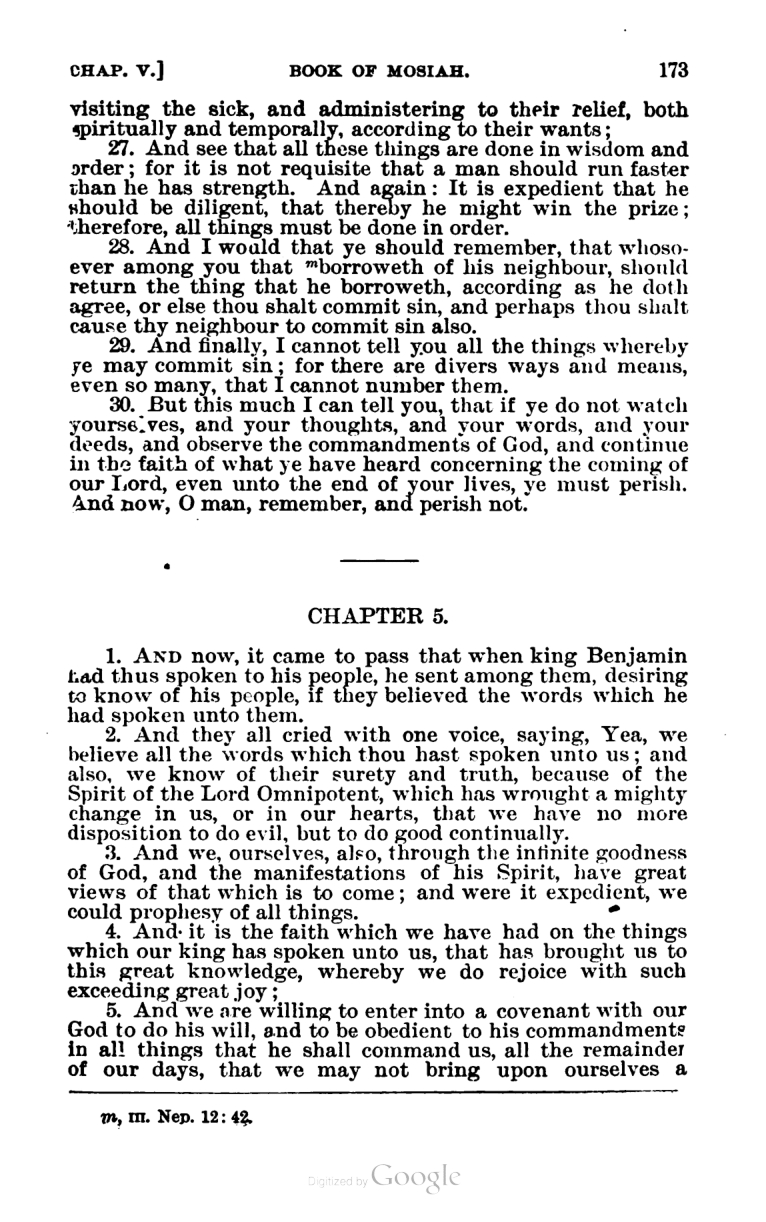 CHAP. V.] BOOK OF MOSIAH. 173
visiting the sick, and administering to their relief, both
spiritually and temporally, according to their wants;
27. And see that all these things are done in wisdom and
order; for it is not requisite that a man should run faster
than he has strength. And again: It is expedient that he
should be diligent, that thereby he might win the prize;
therefore, all things must be done in order.
28. And I would that ye should remember, that whoso-
ever among you that mborroweth of his neighbour, should
return the thing that he borroweth, according as he doth
agree, or else thou shalt commit sin, and perhaps thou shalt
cause thy neighbour to commit sin also.
29. And finally, I cannot tell you all the things whereby
ye may commit sin; for there are divers ways and means,
even so many, that I cannot number them.
30. But this much I can tell you, that if ye do not watch
yourselves, and your thoughts, and your words, and your
deeds, and observe the commandments of God, and continue
in the faith of what ye have heard concerning the coming of
our Lord, even unto the end of your lives, ye must perish.
And now, O man, remember, and perish not.
CHAPTER 5.
1. AND now, it came to pass that when king Benjamin
had thus spoken to his people, he sent among them, desiring
to know of his people, if they believed the words which he
had spoken unto them.
2. And they all cried with one voice, saying, Yea, we
believe all the words which thou hast spoken unto us; and
also, we know of their surety and truth, because of the
Spirit of the Lord Omnipotent, which has wrought a mighty
change in us, or in our hearts, that we have no more
disposition to do evil, but to do good continually.
3. And we, ourselves, also, through the infinite goodness
of God, and the manifestations of his Spirit, have great
views of that which is to come; and were it expedient, we
could prophesy of all things.
4. And it is the faith which we have had on the things
which our king has spoken unto us, that has brought us to
this great knowledge, whereby we do rejoice with such
exceeding great joy;
5. And we are willing to enter into a covenant with our
God to do his will, and to be obedient to his commandments
in all things that he shall command us, all the remainder
of our days, that we may not bring upon ourselves a
m, III. Nep. 12: 42.
Digitized by Google